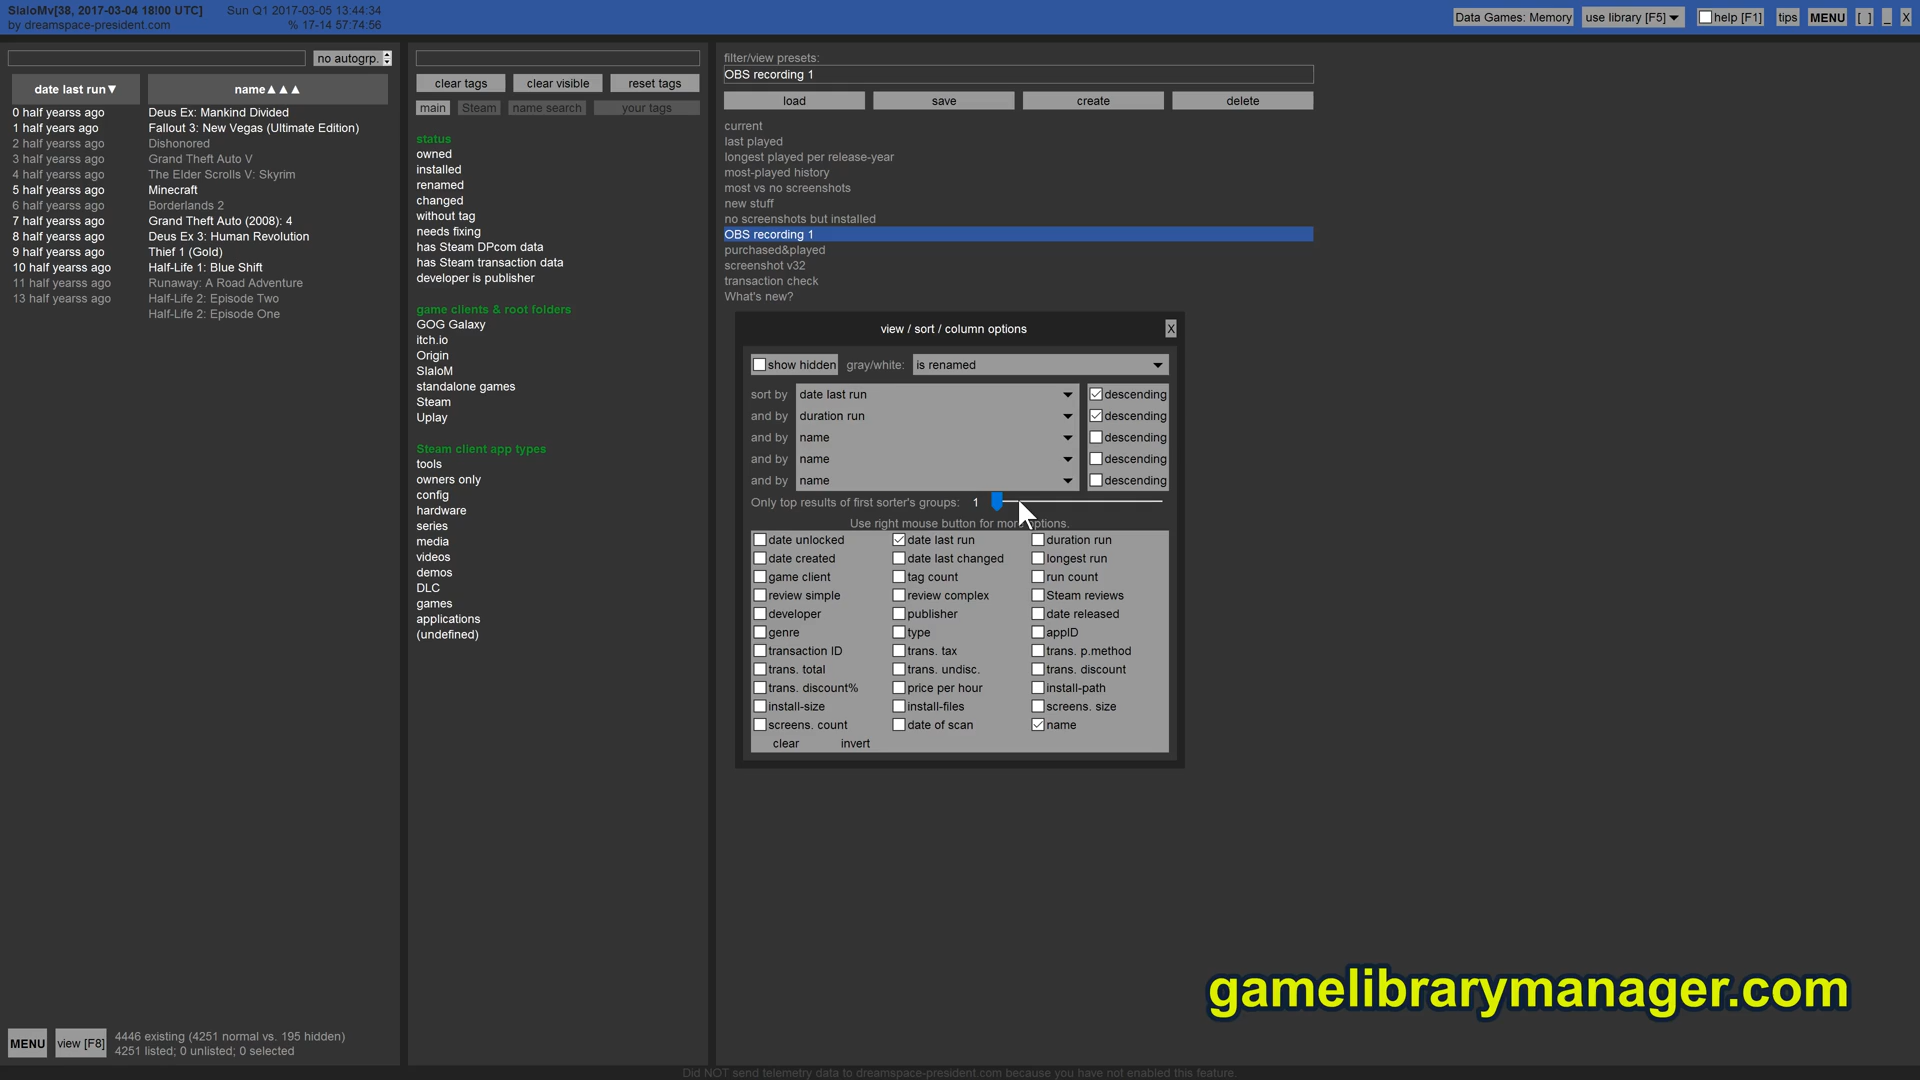 SlaloMv[38, 2017-03-04 18!00 UTC] Sun Q1 2017-03-05 13:44:34
by dreamspace-president.com % 17-14 57:74:56
Data Games: Memory use library [F5] help [F1] tips MENU [ ] _ X
no autogrp.
date last run▼ name▲▲▲
0 half yearss ago Deus Ex: Mankind Divided
1 half years ago Fallout 3: New Vegas (Ultimate Edition)
2 half yearss ago Dishonored
3 half yearss ago Grand Theft Auto V
4 half yearss ago The Elder Scrolls V: Skyrim
5 half yearss ago Minecraft
6 half yearss ago Borderlands 2
7 half yearss ago Grand Theft Auto (2008): 4
8 half yearss ago Deus Ex 3: Human Revolution
9 half yearss ago Thief 1 (Gold)
10 half yearss ago Half-Life 1: Blue Shift
11 half yearss ago Runaway: A Road Adventure
13 half yearss ago Half-Life 2: Episode Two
Half-Life 2: Episode One
MENU view [F8]
4446 existing (4251 normal vs. 195 hidden)
4251 listed; 0 unlisted; 0 selected
clear tags clear visible reset tags
main Steam name search your tags
status
owned
installed
renamed
changed
without tag
needs fixing
has Steam DPcom data
has Steam transaction data
developer is publisher
game clients & root folders
GOG Galaxy
itch.io
Origin
SlaloM
standalone games
Steam
Uplay
Steam client app types
tools
owners only
config
hardware
series
media
videos
demos
DLC
games
applications
(undefined)
filter/view presets:
OBS recording 1
load save create delete
current
last played
longest played per release-year
most-played history
most vs no screenshots
new stuff
no screenshots but installed
OBS recording 1
purchased&played
screenshot v32
transaction check
What's new?
view / sort / column options X
show hidden gray/white: is renamed
sort by date last run descending
and by duration run descending
and by name descending
and by name descending
and by name descending
Only top results of first sorter's groups: 1
Use right mouse button for more options.
date unlocked date last run duration run
date created date last changed longest run
game client tag count run count
review simple review complex Steam reviews
developer publisher date released
genre type appID
transaction ID trans. tax trans. p.method
trans. total trans. undisc. trans. discount
trans. discount% price per hour install-path
install-size install-files screens. size
screens. count date of scan name
clear invert
gamelibrarymanager.com
Did NOT send telemetry data to dreamspace-president.com because you have not enabled this feature.